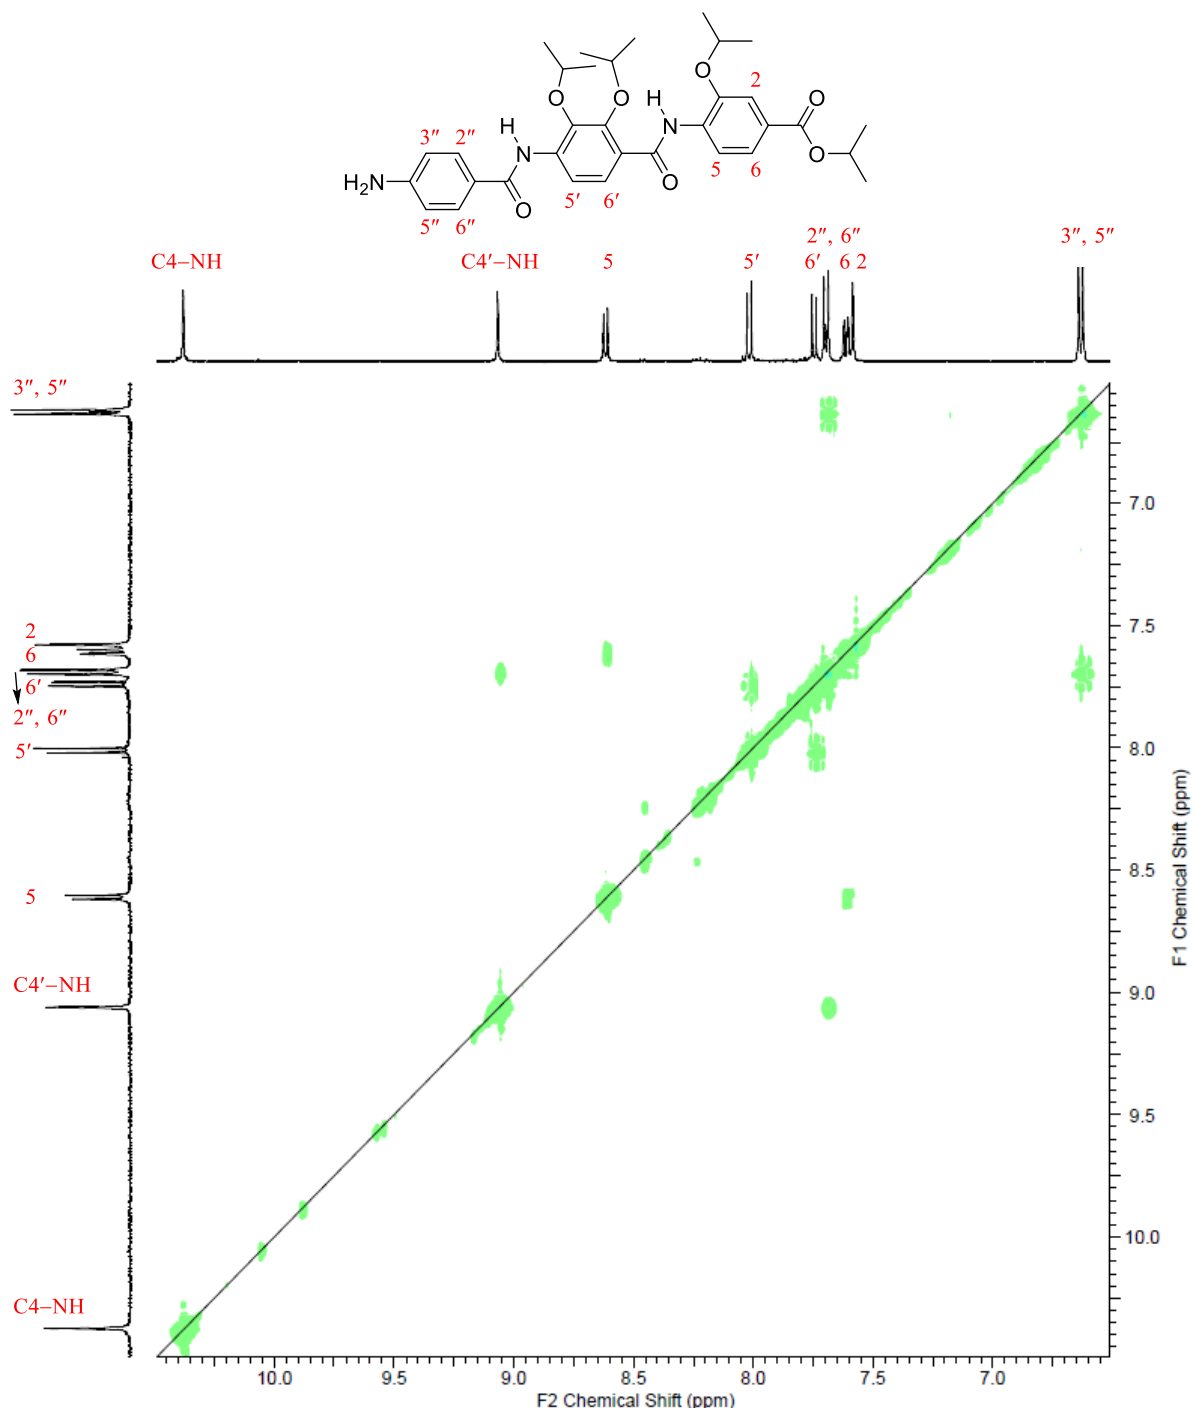 H
N
O
O
O
H
N
O
O
2
5
6
O
3″
2″
5″
6″
H₂N
O
5′
6′
C4–NH
C4′–NH
5
5′
2″, 6″
6′
6
2
3″, 5″
3″, 5″
2
6
6′
2″, 6″
5′
5
C4′–NH
C4–NH
7.0
7.5
8.0
8.5
9.0
9.5
10.0
F1 Chemical Shift (ppm)
10.0
9.5
9.0
8.5
8.0
7.5
7.0
F2 Chemical Shift (ppm)